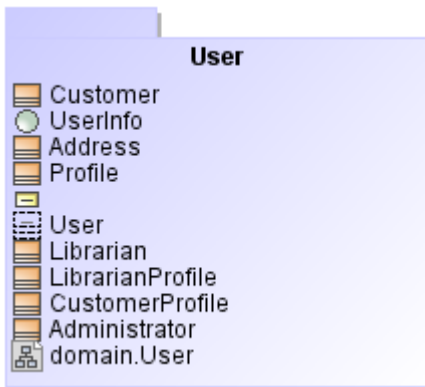 User
Customer
UserInfo
Address
Profile
User
Librarian
LibrarianProfile
CustomerProfile
Administrator
domain.User